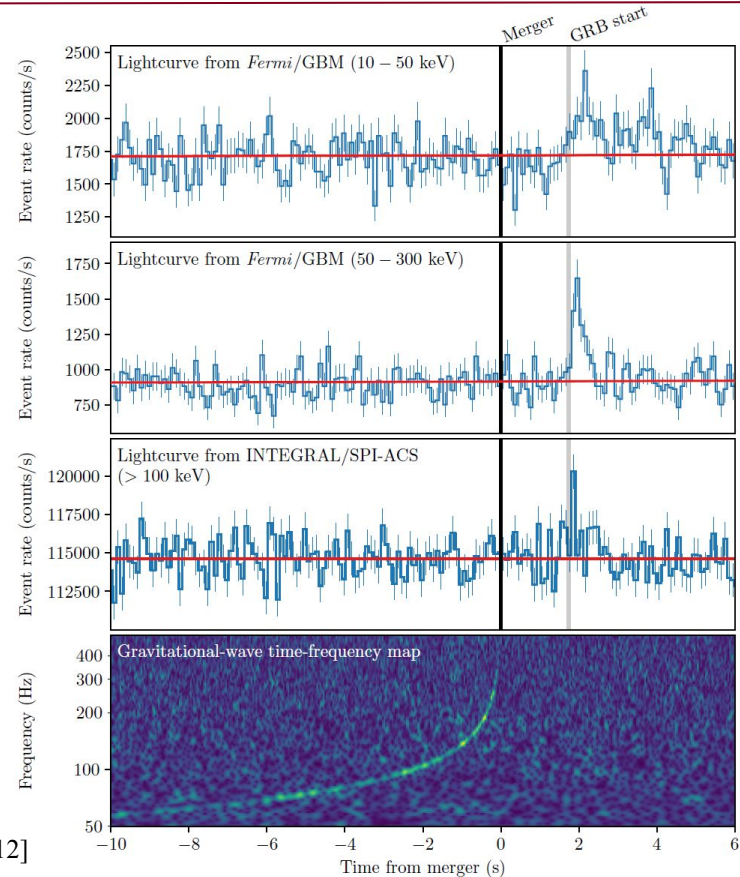 Merger GRB start
Lightcurve from Fermi/GBM (10 − 50 keV)
Event rate (counts/s)
2500
2250
2000
1750
1500
1250
Lightcurve from Fermi/GBM (50 − 300 keV)
Event rate (counts/s)
1750
1500
1250
1000
750
Lightcurve from INTEGRAL/SPI-ACS
(> 100 keV)
Event rate (counts/s)
120000
117500
115000
112500
Gravitational-wave time-frequency map
Frequency (Hz)
400
300
200
100
50
−10 −8 −6 −4 −2 0 2 4 6
Time from merger (s)
12]